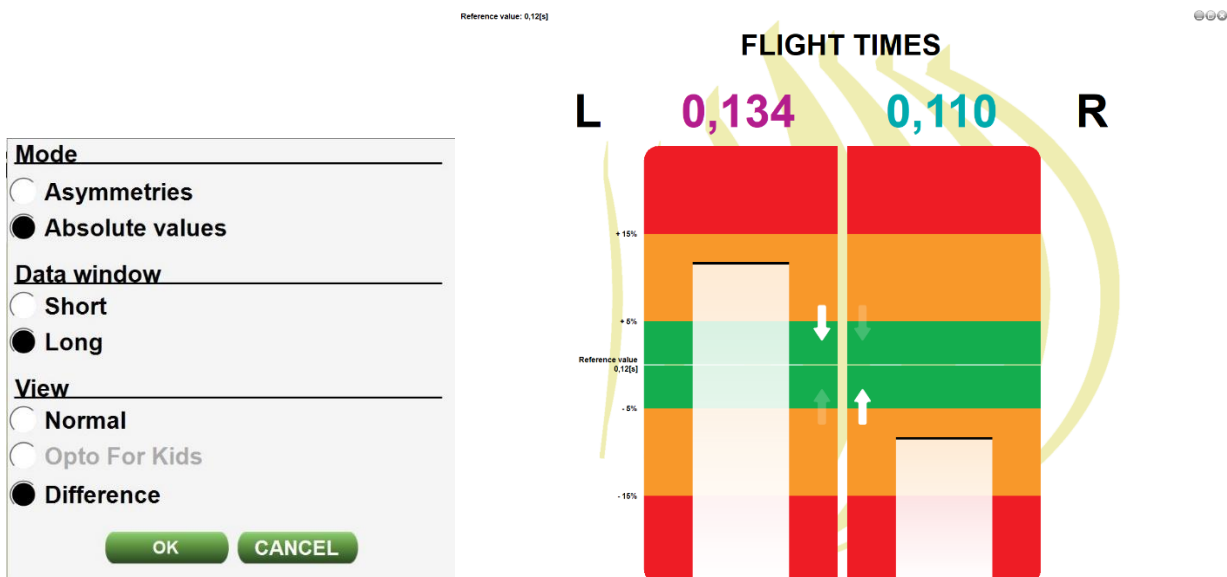 Reference value: 0,12[s]
FLIGHT TIMES
L 0,134 0,110 R
Mode
Asymmetries
Absolute values
Data window
Short
Long
View
Normal
Opto For Kids
Difference
OK CANCEL
+ 15%
+ 5%
Reference value
0,12[s]
- 5%
- 15%